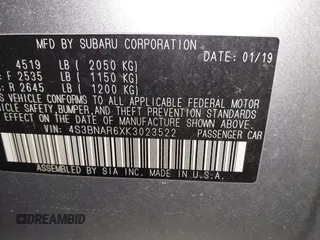 MFD. BY SUBARU CORPORATION
DATE: 01/19
4519 LB ( 2050 KG)
F 2535 LB ( 1150 KG)
R 2645 LB ( 1200 KG)
VEHICLE CONFORMS TO ALL APPLICABLE FEDERAL MOTOR
VEHICLE SAFETY, BUMPER AND THEFT PREVENTION STANDARDS
EFFECT ON THE DATE OF MANUFACTURE SHOWN ABOVE.
4S3BNAR6XK3023522 PASSENGER CAR
ASSEMBLED BY SIA INC. MADE IN U.S.A.
DREAMBID